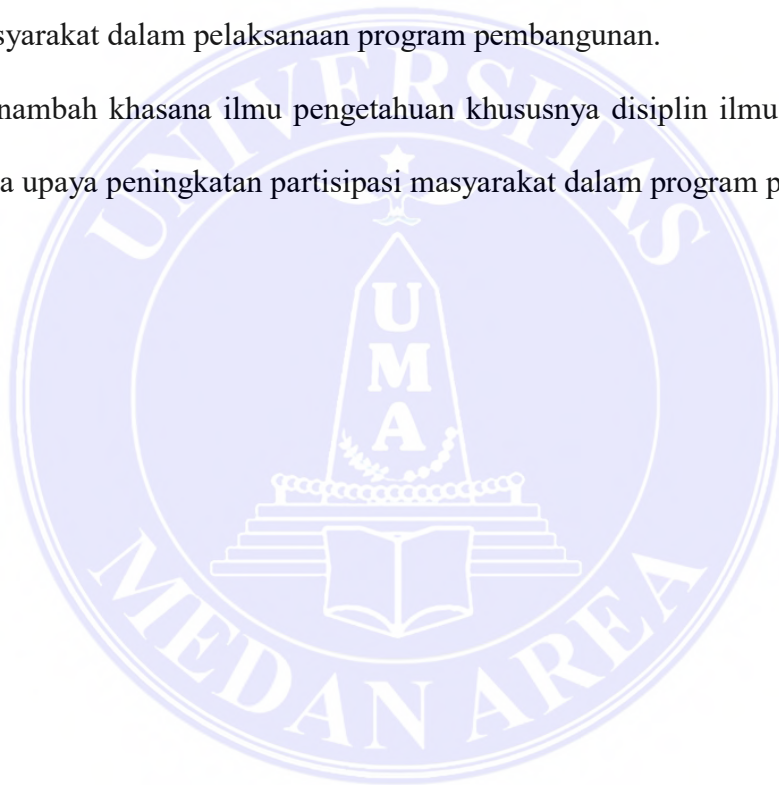 syarakat dalam pelaksanaan program pembangunan.
nambah khasana ilmu pengetahuan khususnya disiplin ilmu
a upaya peningkatan partisipasi masyarakat dalam program p
UNIVERSITAS
U
M
A
MEDAN AREA